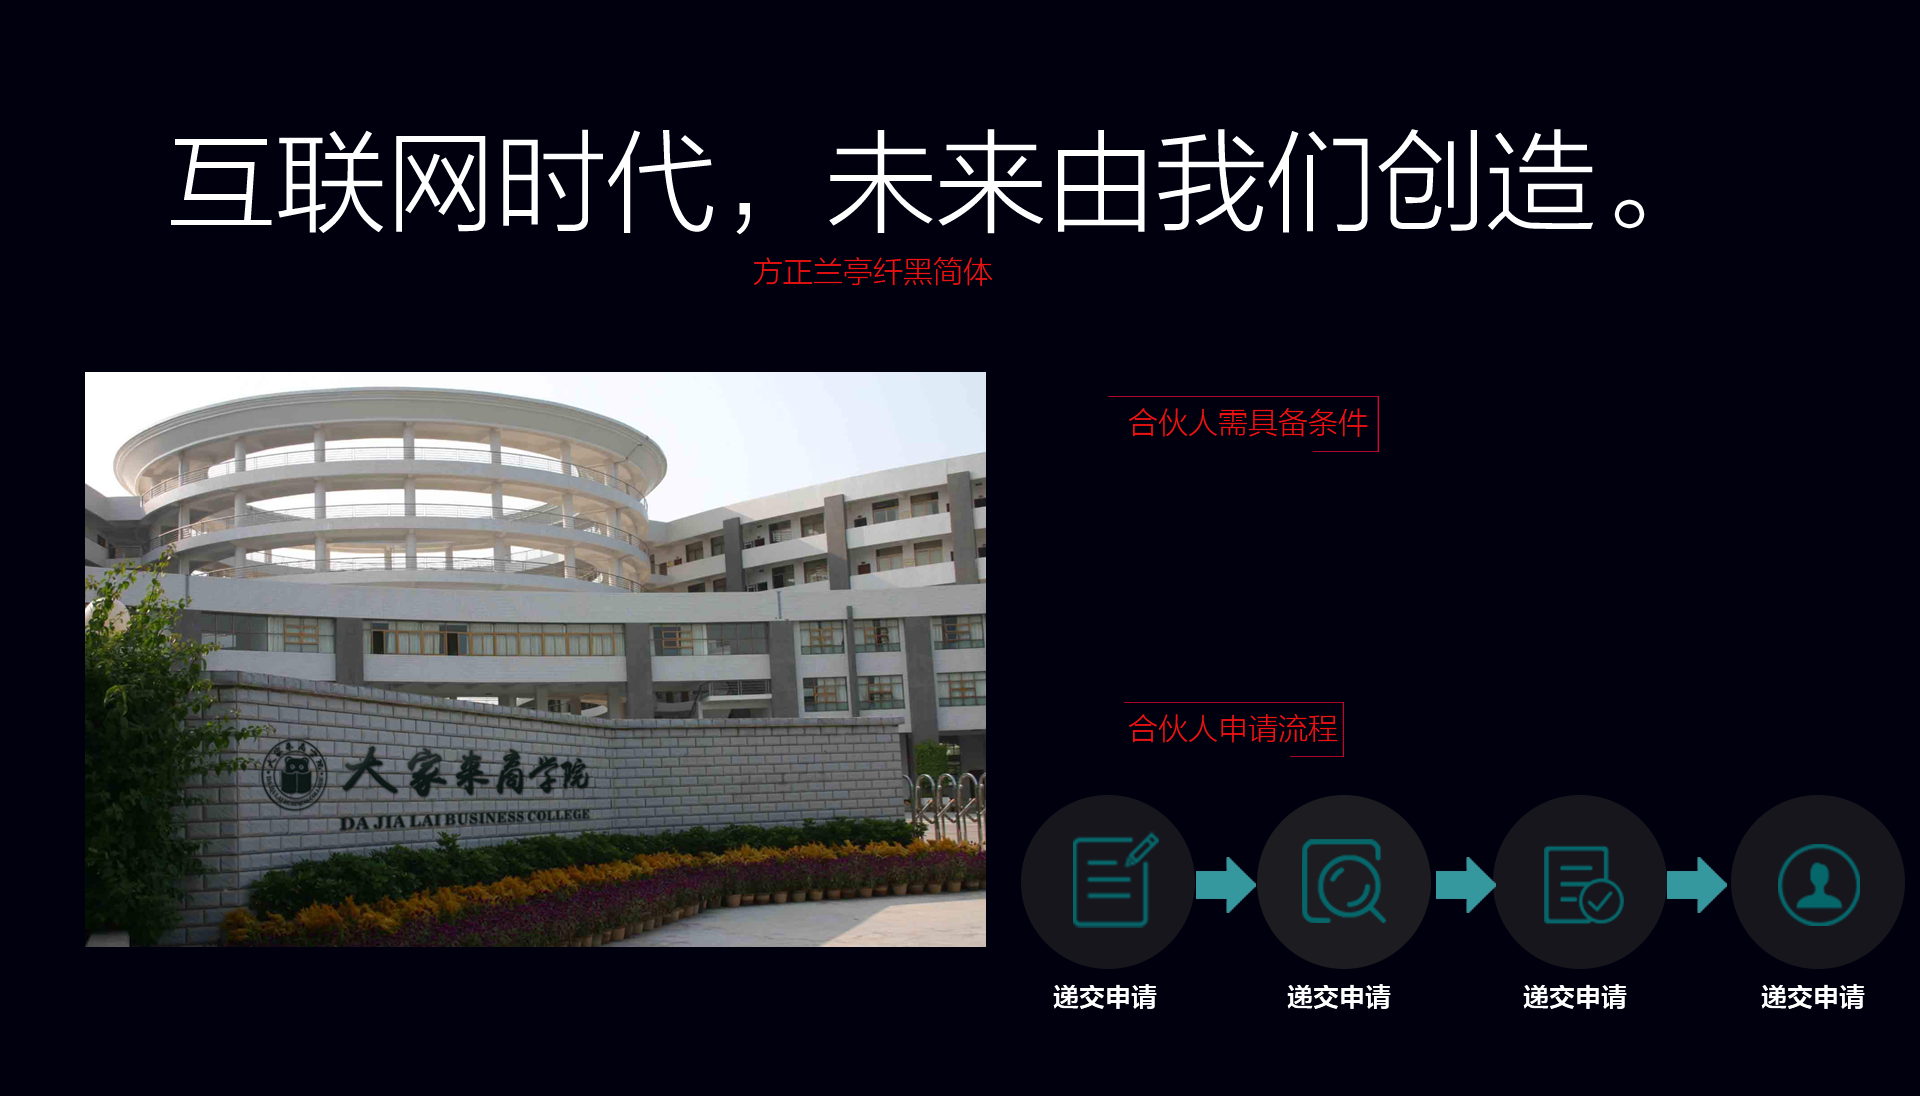 互联网时代，未来由我们创造。
方正兰亭纤黑简体
合伙人需具备条件
大家来商学院
DA JIA LAI BUSINESS COLLEGE
合伙人申请流程
递交申请
递交申请
递交申请
递交申请